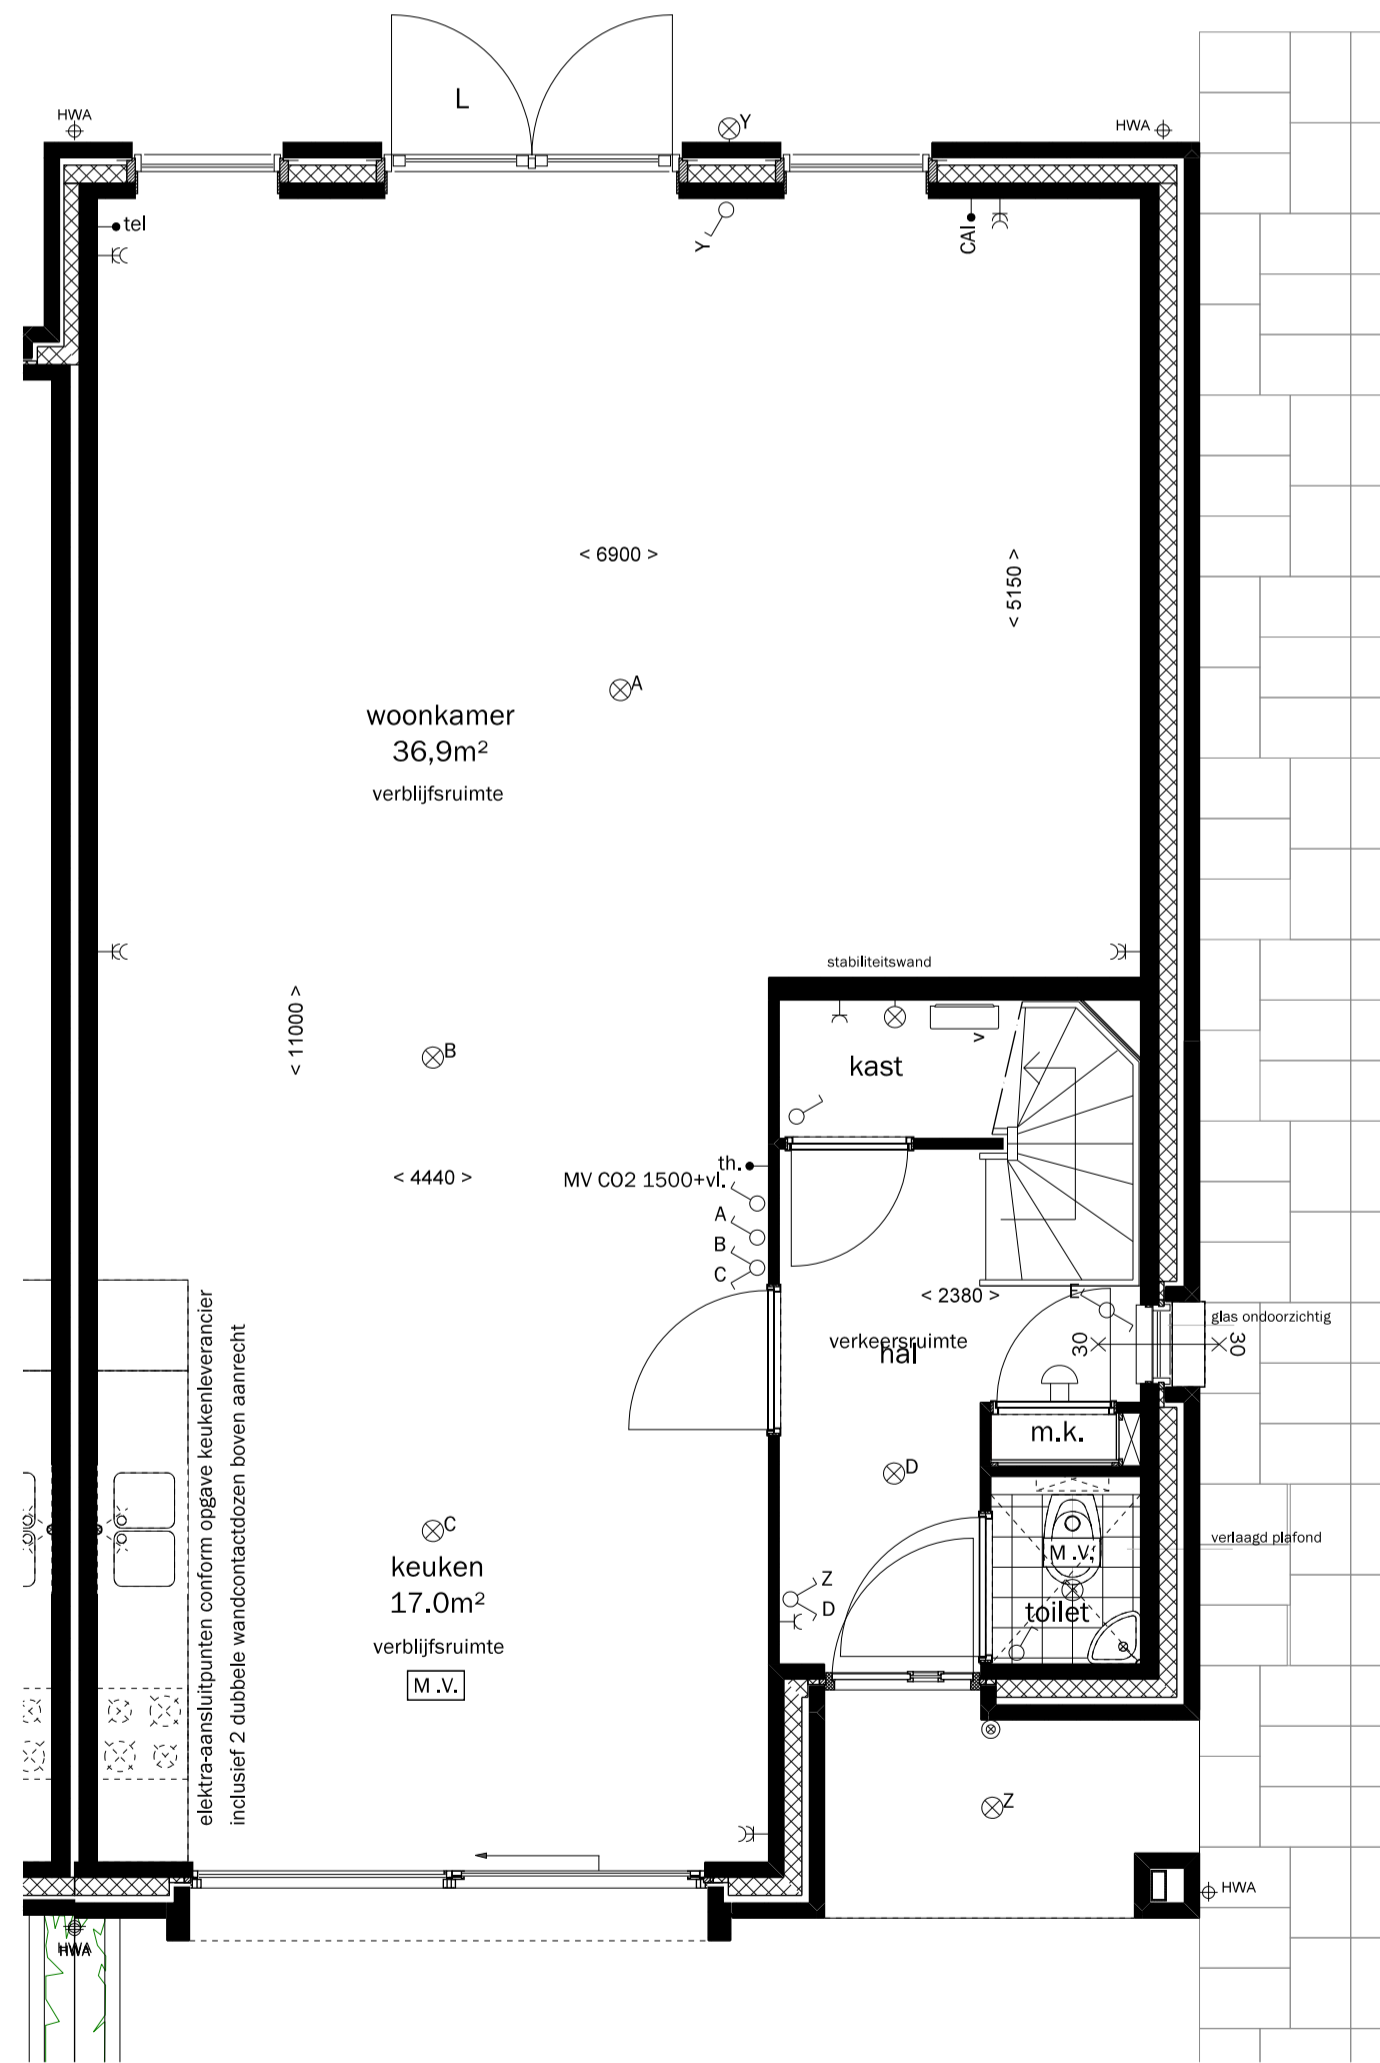 L
HWA
Y
HWA
tel
Y
CAI
< 6900 >
< 5150 >
A
woonkamer
36,9m²
verblijfsruimte
stabiliteitswand
< 11000 >
B
kast
v
< 4440 >
th.
MV CO2 1500+vl.
A
B
C
< 2380 >
E
glas ondoorzichtig
verkeersruimte
hal
30
30
elektra-aansluitpunten conform opgave keukenleverancier
inclusief 2 dubbele wandcontactdozen boven aanrecht
m.k.
D
C
keuken
17.0m²
verblijfsruimte
M.V.
verlaagd plafond
M.V.
Z
D
toilet
Z
HWA
HWA